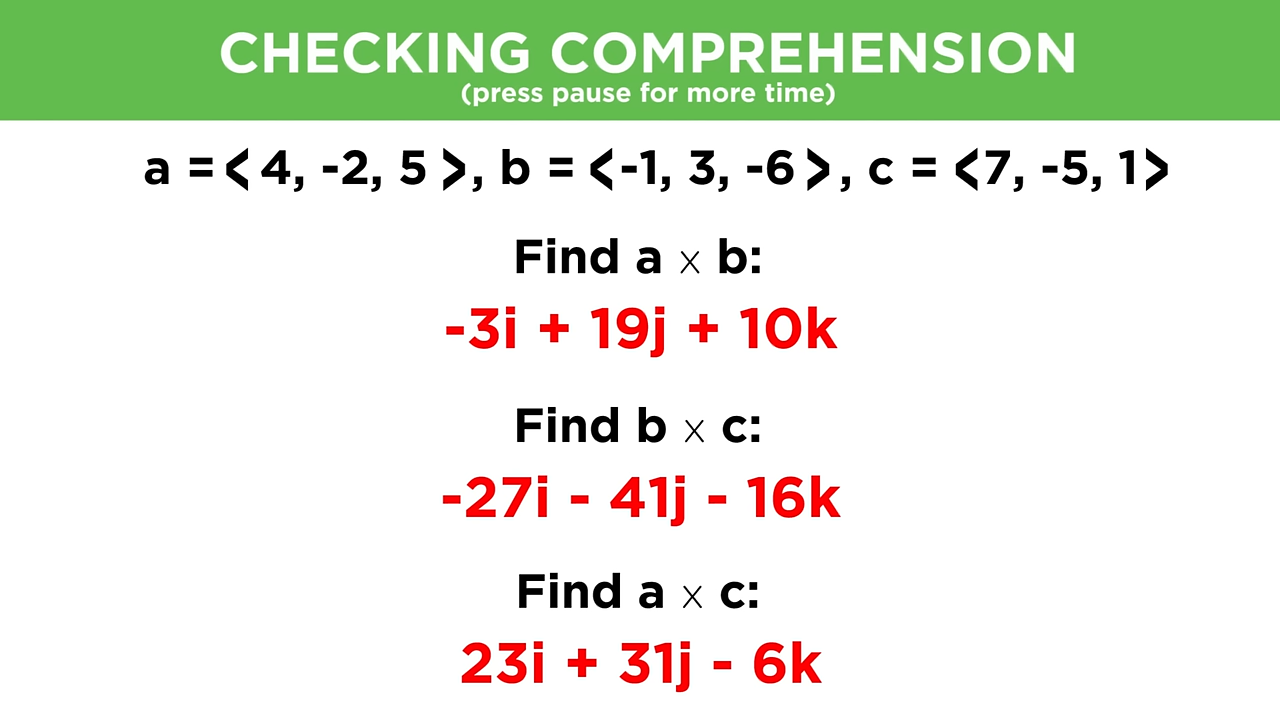 CHECKING COMPREHENSION
(press pause for more time)
a = < 4, -2, 5 >, b = <-1, 3, -6 >, c = <7, -5, 1>
Find a × b:
-3i + 19j + 10k
Find b × c:
-27i - 41j - 16k
Find a × c:
23i + 31j - 6k